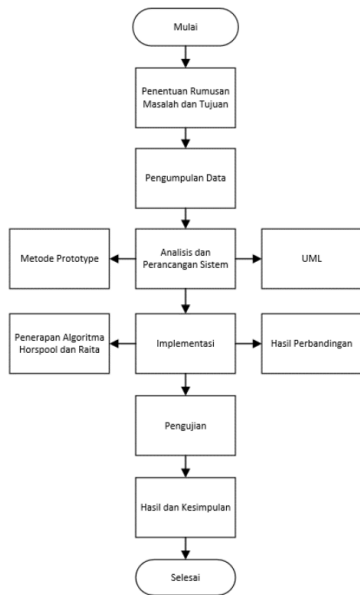 Mulai
Penentuan Rumusan
Masalah dan Tujuan
Pengumpulan Data
Metode Prototype
Analisis dan
Perancangan Sistem
UML
Penerapan Algoritma
Horspool dan Raita
Implementasi
Hasil Perbandingan
Pengujian
Hasil dan Kesimpulan
Selesai